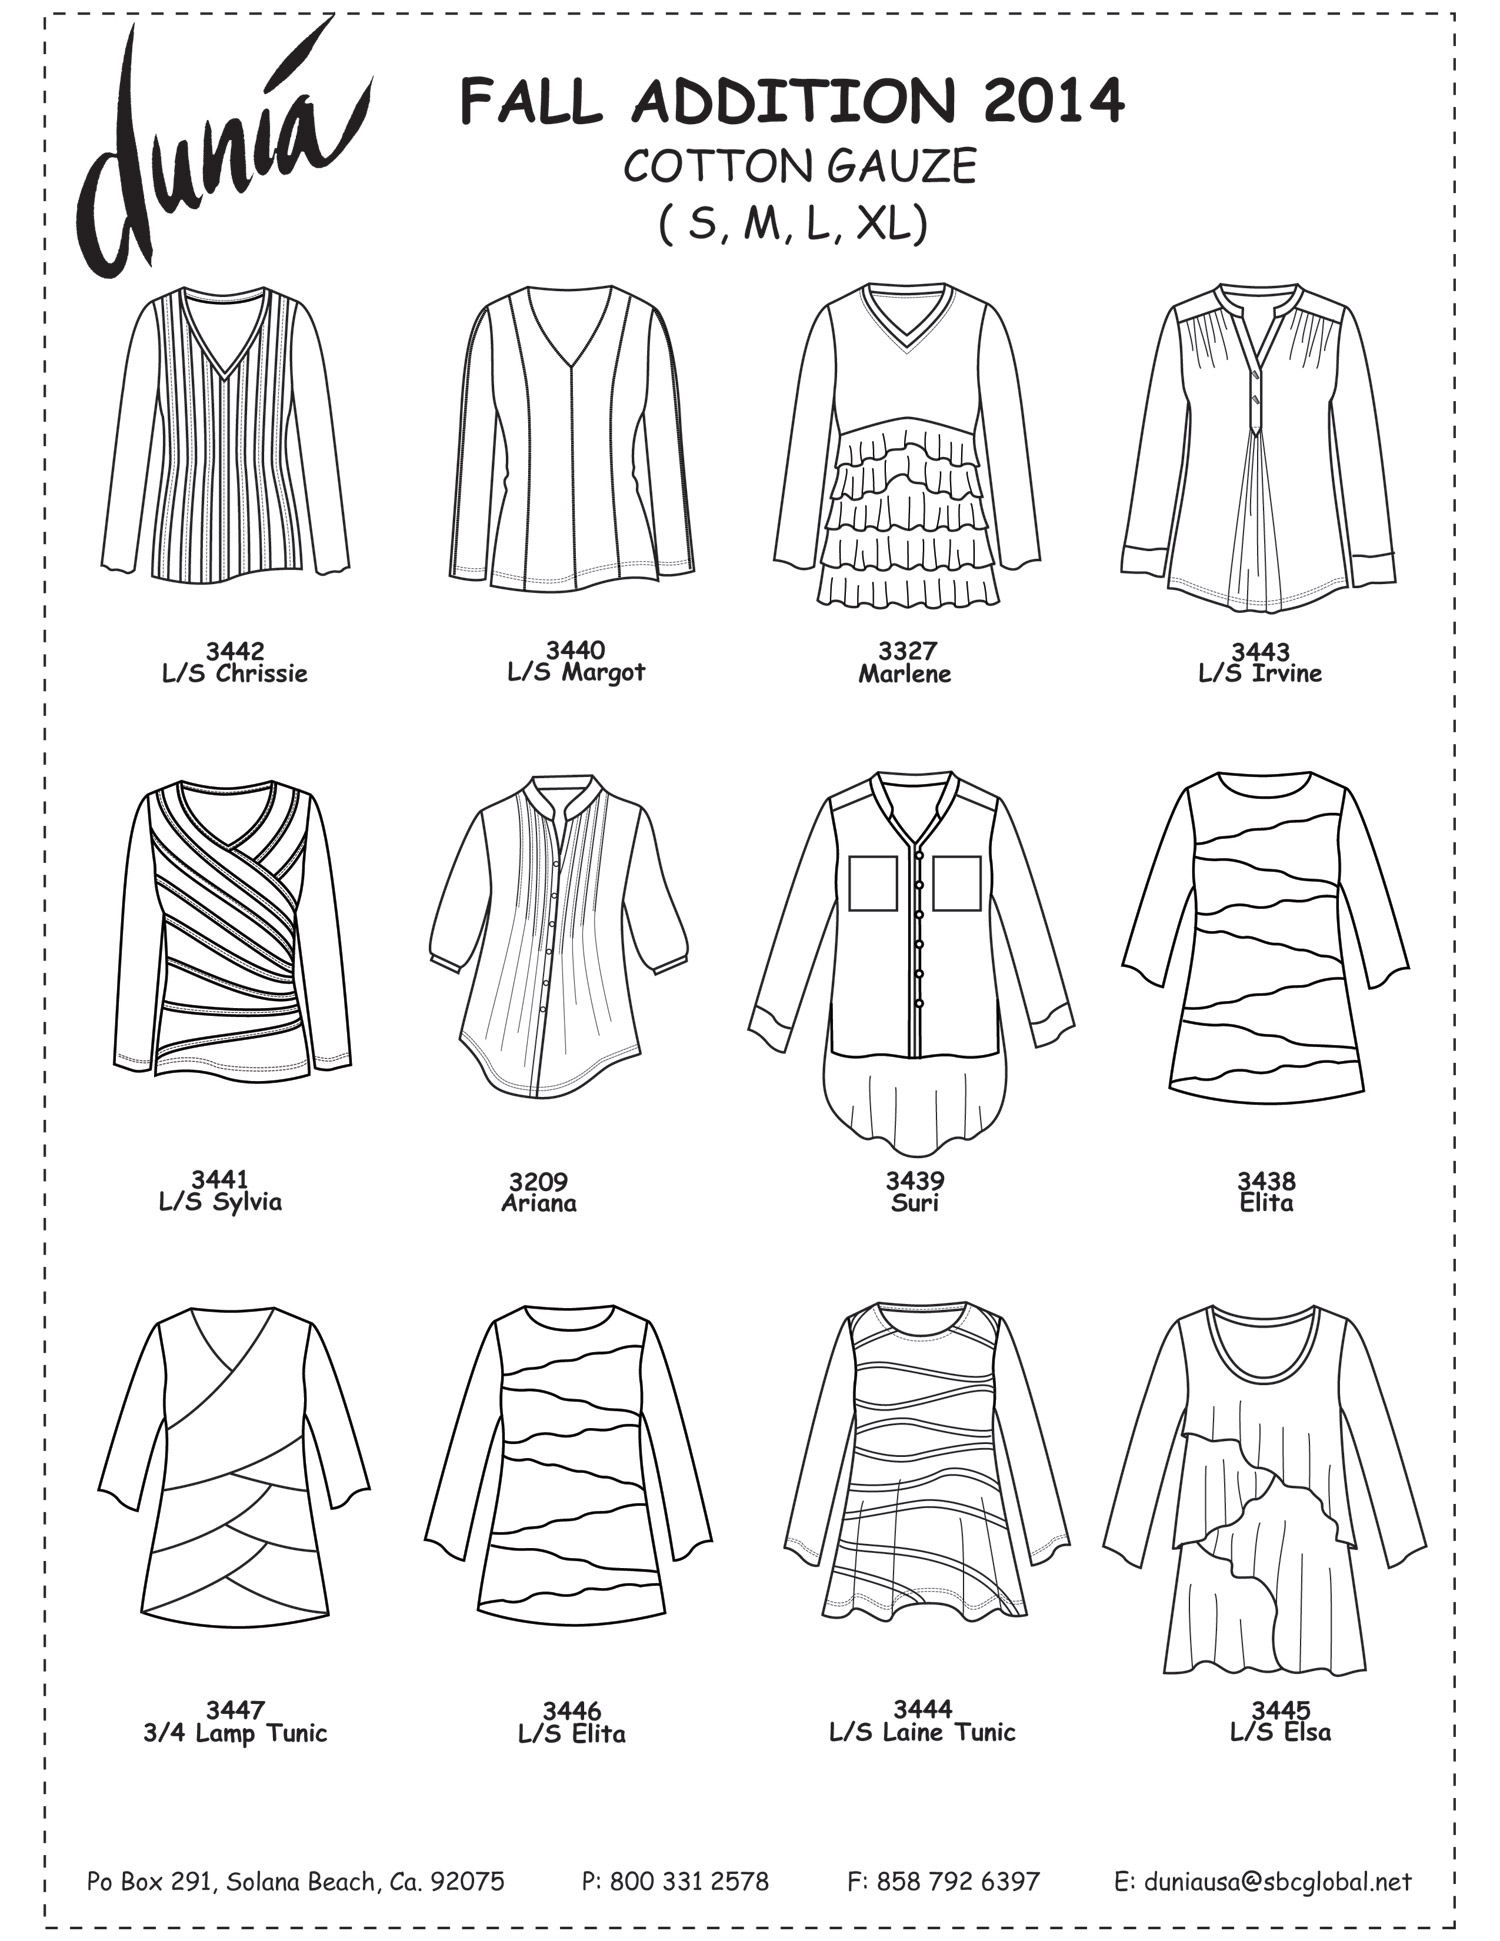 dunía
FALL ADDITION 2014
COTTON GAUZE
( S, M, L, XL)
3442
L/S Chrissie
3440
L/S Margot
3327
Marlene
3443
L/S Irvine
3441
L/S Sylvia
3209
Ariana
3439
Suri
3438
Elita
3447
3/4 Lamp Tunic
3446
L/S Elita
3444
L/S Laine Tunic
3445
L/S Elsa
Po Box 291, Solana Beach, Ca. 92075 P: 800 331 2578 F: 858 792 6397 E: duniausa@sbcglobal.net